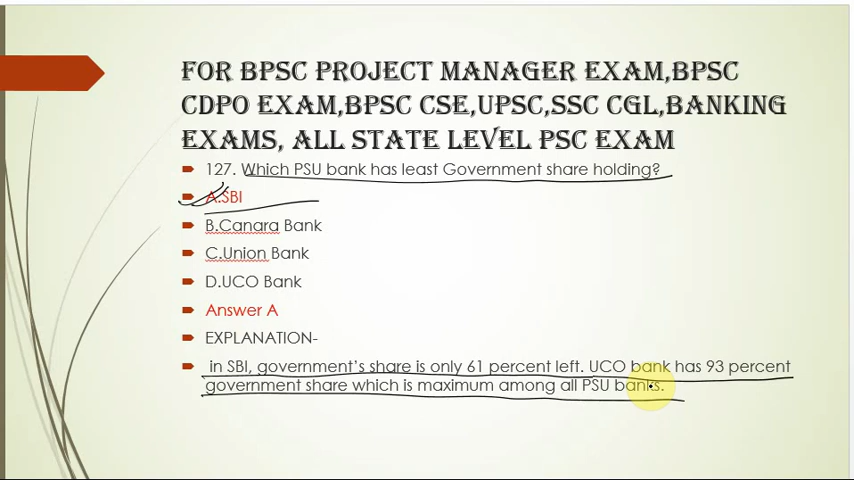 FOR BPSC PROJECT MANAGER EXAM,BPSC
CDPO EXAM,BPSC CSE,UPSC,SSC CGL,BANKING
EXAMS, ALL STATE LEVEL PSC EXAM
127. Which PSU bank has least Government share holding?
A.SBI
B.Canara Bank
C.Union Bank
D.UCO Bank
Answer A
EXPLANATION-
in SBI, government's share is only 61 percent left. UCO bank has 93 percent
government share which is maximum among all PSU banks.